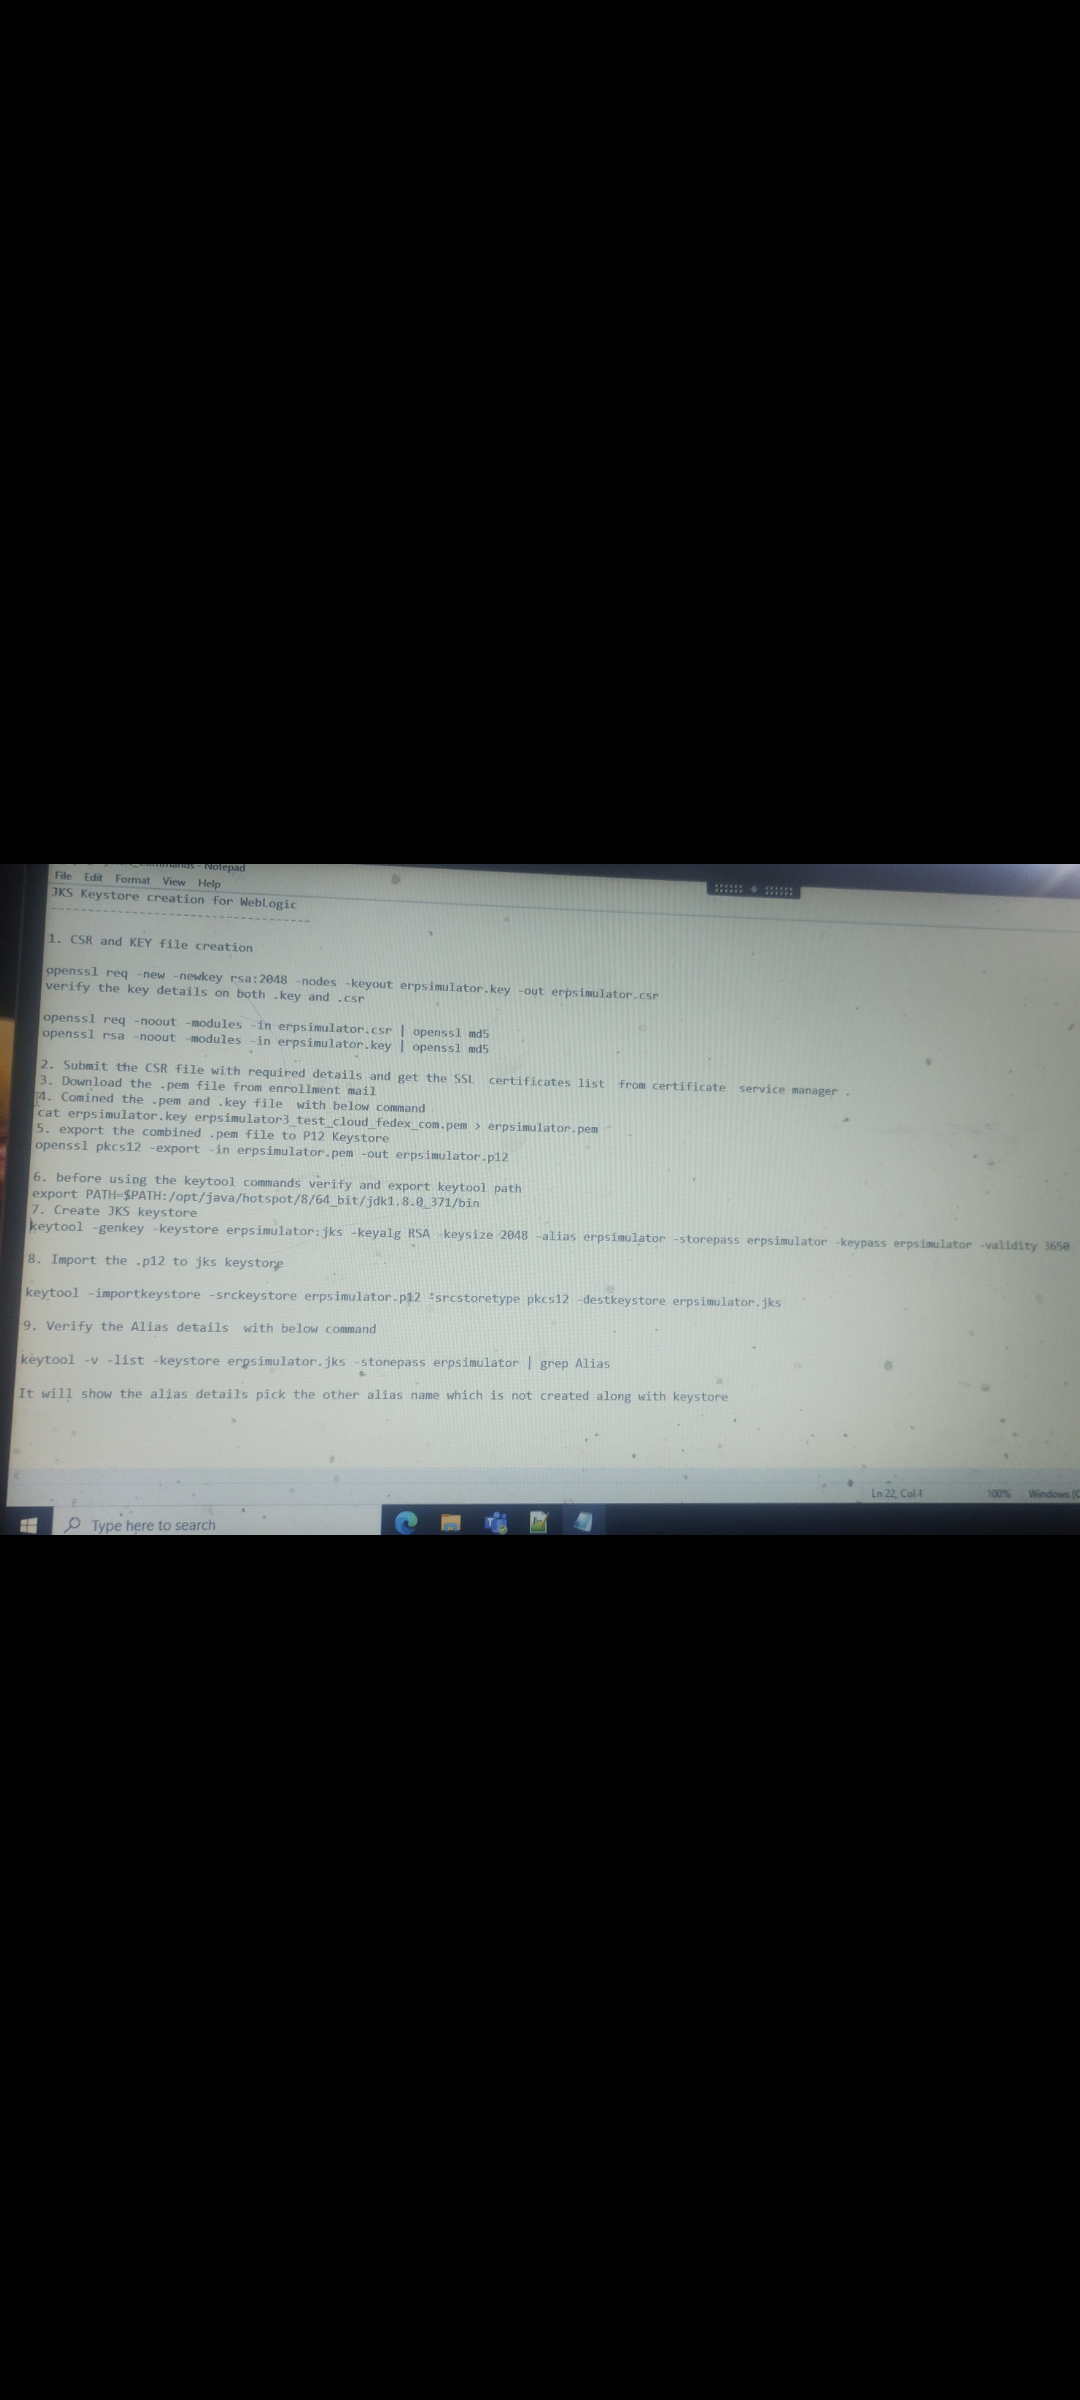 Notepad
File Edit Format View Help
JKS Keystore creation for WebLogic
-----------------------------------
1. CSR and KEY file creation
openssl req -new -newkey rsa:2048 -nodes -keyout erpsimulator.key -out erpsimulator.csr
verify the key details on both .key and .csr
openssl req -noout -modules -in erpsimulator.csr | openssl md5
openssl rsa -noout -modules -in erpsimulator.key | openssl md5
2. Submit the CSR file with required details and get the SSL  certificates list  from certificate  service manager .
3. Download the .pem file from enrollment mail
4. Comined the .pem and .key file  with below command
cat erpsimulator.key erpsimulator3_test_cloud_fedex_com.pem > erpsimulator.pem
5. export the combined .pem file to P12 Keystore
openssl pkcs12 -export -in erpsimulator.pem -out erpsimulator.p12
6. before using the keytool commands verify and export keytool path
export PATH=$PATH:/opt/java/hotspot/8/64_bit/jdk1.8.0_371/bin
7. Create JKS keystore
keytool -genkey -keystore erpsimulator.jks -keyalg RSA -keysize 2048 -alias erpsimulator -storepass erpsimulator -keypass erpsimulator -validity 3650
8. Import the .p12 to jks keystore
keytool -importkeystore -srckeystore erpsimulator.p12 -srcstoretype pkcs12 -destkeystore erpsimulator.jks
9. Verify the Alias details  with below command
keytool -v -list -keystore erpsimulator.jks -storepass erpsimulator | grep Alias
It will show the alias details pick the other alias name which is not created along with keystore
Ln 22, Col 1 100% Windows
Type here to search